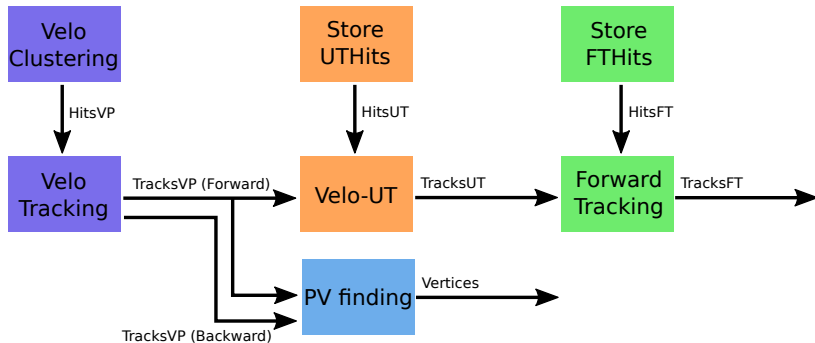 Velo
Clustering
Store
UTHits
Store
FTHits
HitsVP
HitsUT
HitsFT
Velo
Tracking
TracksVP (Forward)
Velo-UT
TracksUT
Forward
Tracking
TracksFT
PV finding
Vertices
TracksVP (Backward)